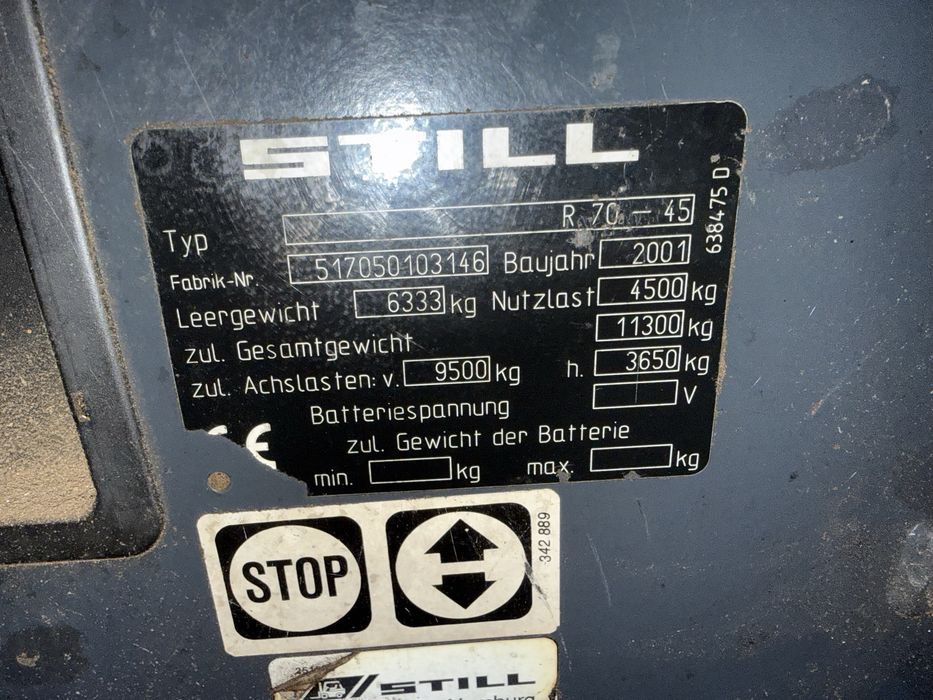 STILL
Typ R 70 - 45
638475 D
Fabrik-Nr. 517050103146 Baujahr 2001
Leergewicht 6333 kg Nutzlast 4500 kg
zul. Gesamtgewicht 11300 kg
zul. Achslasten: v. 9500 kg h. 3650 kg
Batteriespannung V
CE
zul. Gewicht der Batterie
min. kg max. kg
STOP
342 889
STILL